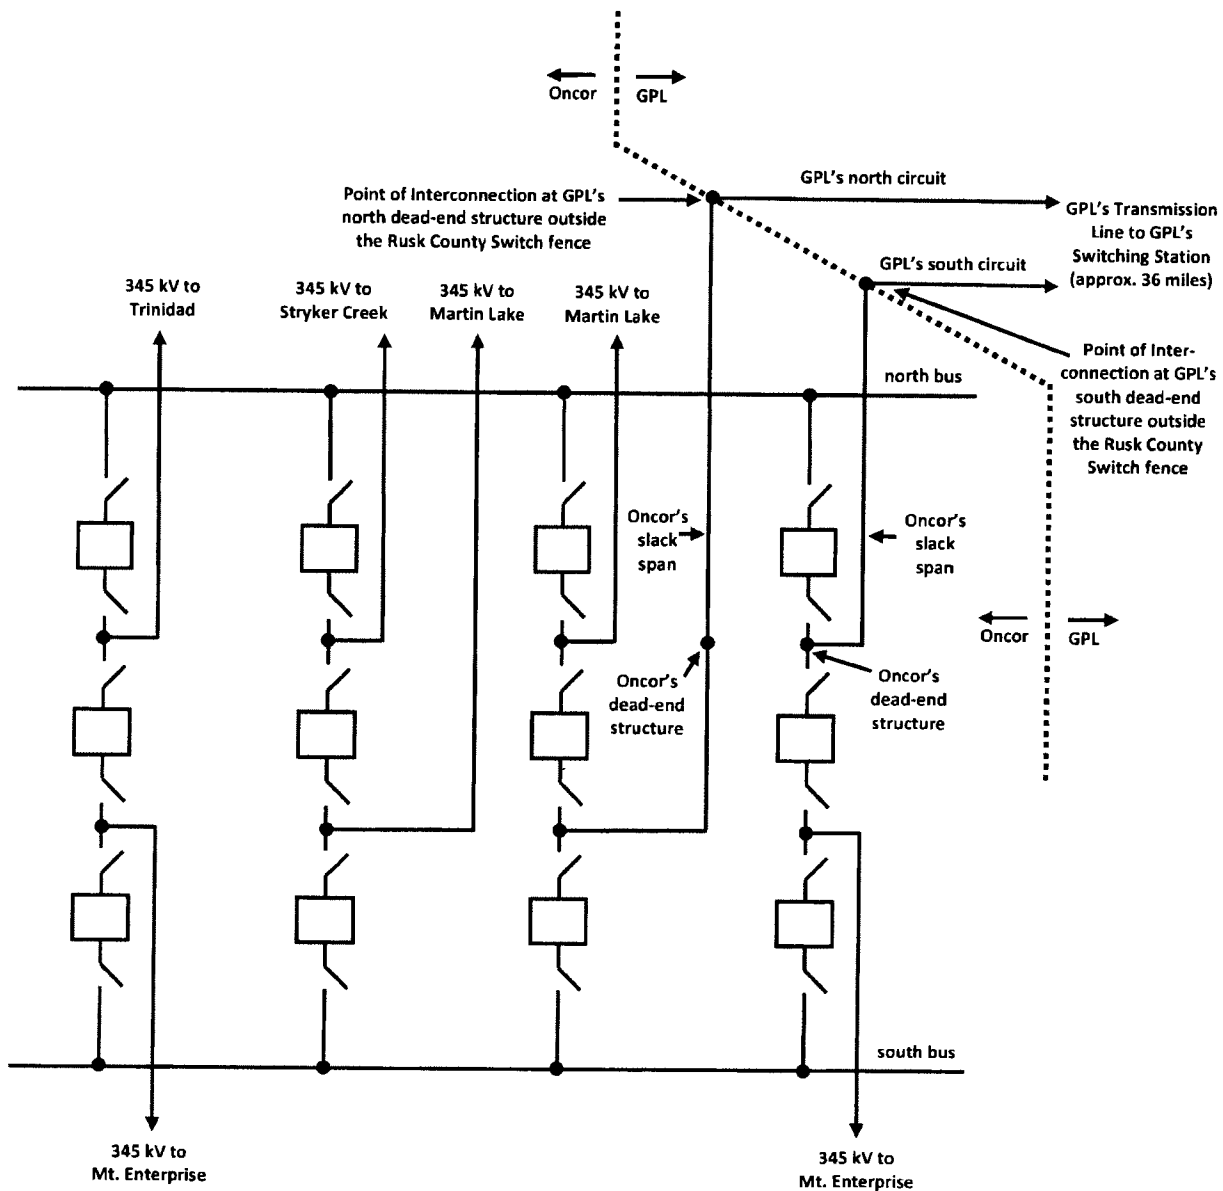 Oncor
GPL
Point of Interconnection at GPL's
north dead-end structure outside
the Rusk County Switch fence
GPL's north circuit
GPL's Transmission
Line to GPL's
Switching Station
(approx. 36 miles)
GPL's south circuit
345 kV to
Trinidad
345 kV to
Stryker Creek
345 kV to
Martin Lake
345 kV to
Martin Lake
Point of Inter-
connection at GPL's
south dead-end
structure outside
the Rusk County
Switch fence
north bus
Oncor's
slack
span
Oncor's
slack
span
Oncor
GPL
Oncor's
dead-end
structure
Oncor's
dead-end
structure
south bus
345 kV to
Mt. Enterprise
345 kV to
Mt. Enterprise